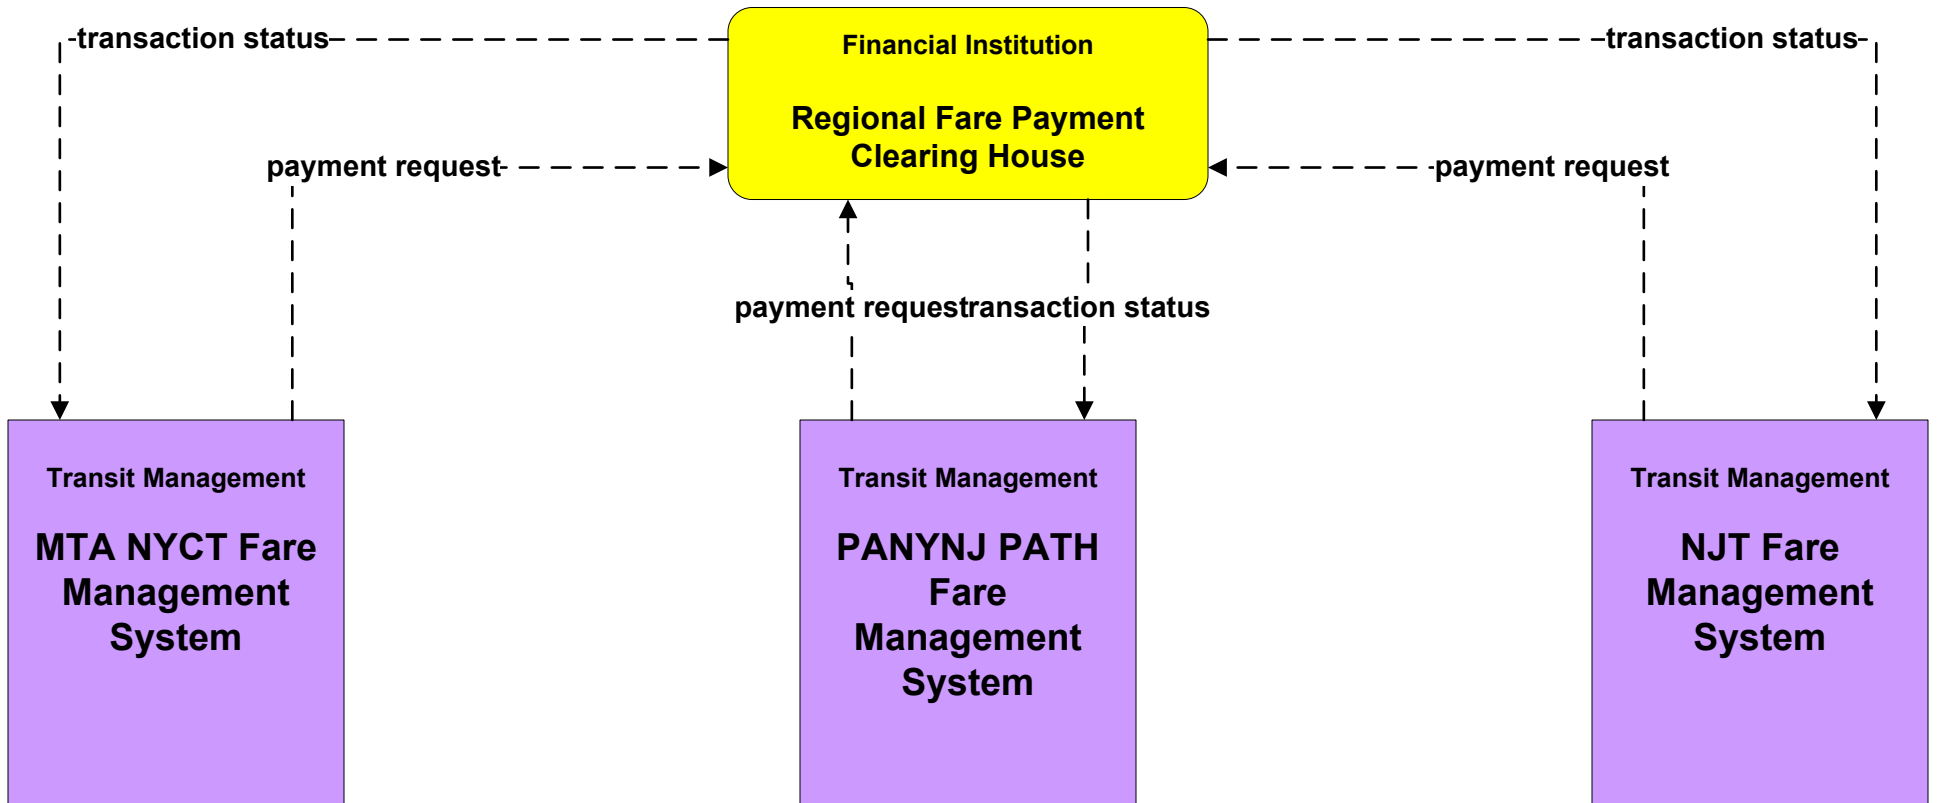 transaction status
Financial Institution
transaction status
Regional Fare Payment
Clearing House
payment request
payment request
payment requestransaction status
Transit Management
MTA NYCT Fare
Management
System
Transit Management
PANYNJ PATH
Fare
Management
System
Transit Management
NJT Fare
Management
System